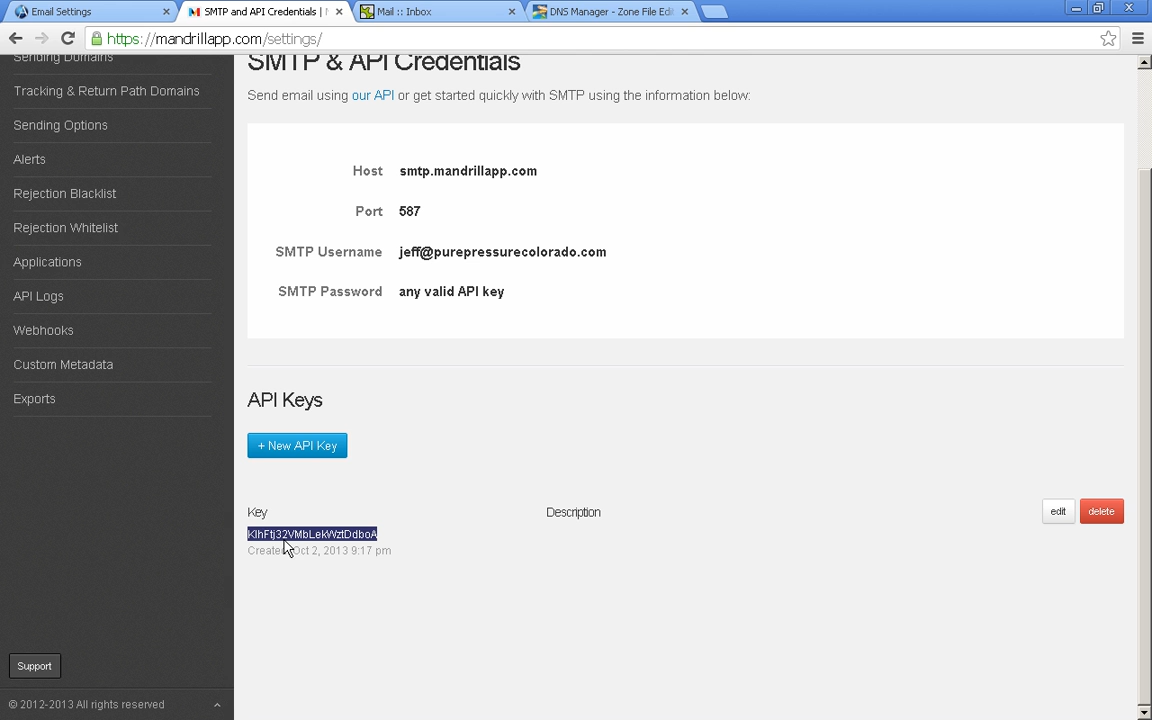 Email Settings
SMTP and API Credentials | M
Mail :: Inbox
DNS Manager - Zone File Edi
https://mandrillapp.com/settings/
Sending Domains
Tracking & Return Path Domains
Sending Options
Alerts
Rejection Blacklist
Rejection Whitelist
Applications
API Logs
Webhooks
Custom Metadata
Exports
Support
© 2012-2013 All rights reserved
SMTP & API Credentials
Send email using our API or get started quickly with SMTP using the information below:
Host smtp.mandrillapp.com
Port 587
SMTP Username jeff@purepressurecolorado.com
SMTP Password any valid API key
API Keys
+ New API Key
Key Description edit delete
KlhFtj32VMbLekWztDdboA
Created Oct 2, 2013 9:17 pm